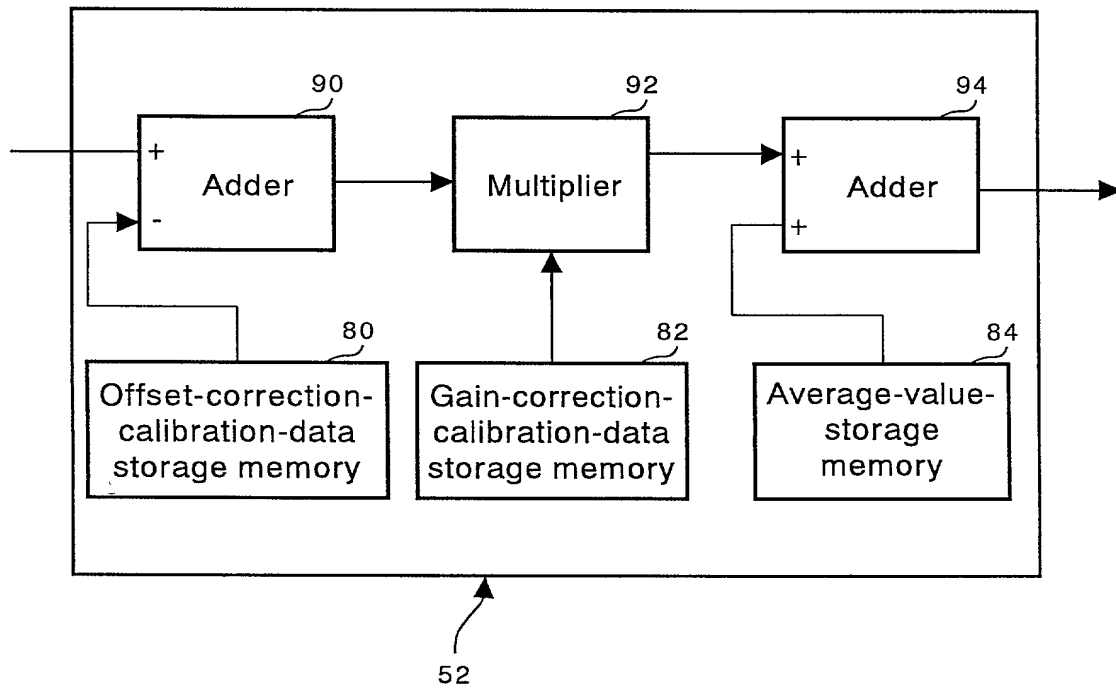 90
92
94
+
Adder
-
Multiplier
+
Adder
+
80
82
84
Offset-correction-
calibration-data
storage memory
Gain-correction-
calibration-data
storage memory
Average-value-
storage
memory
52